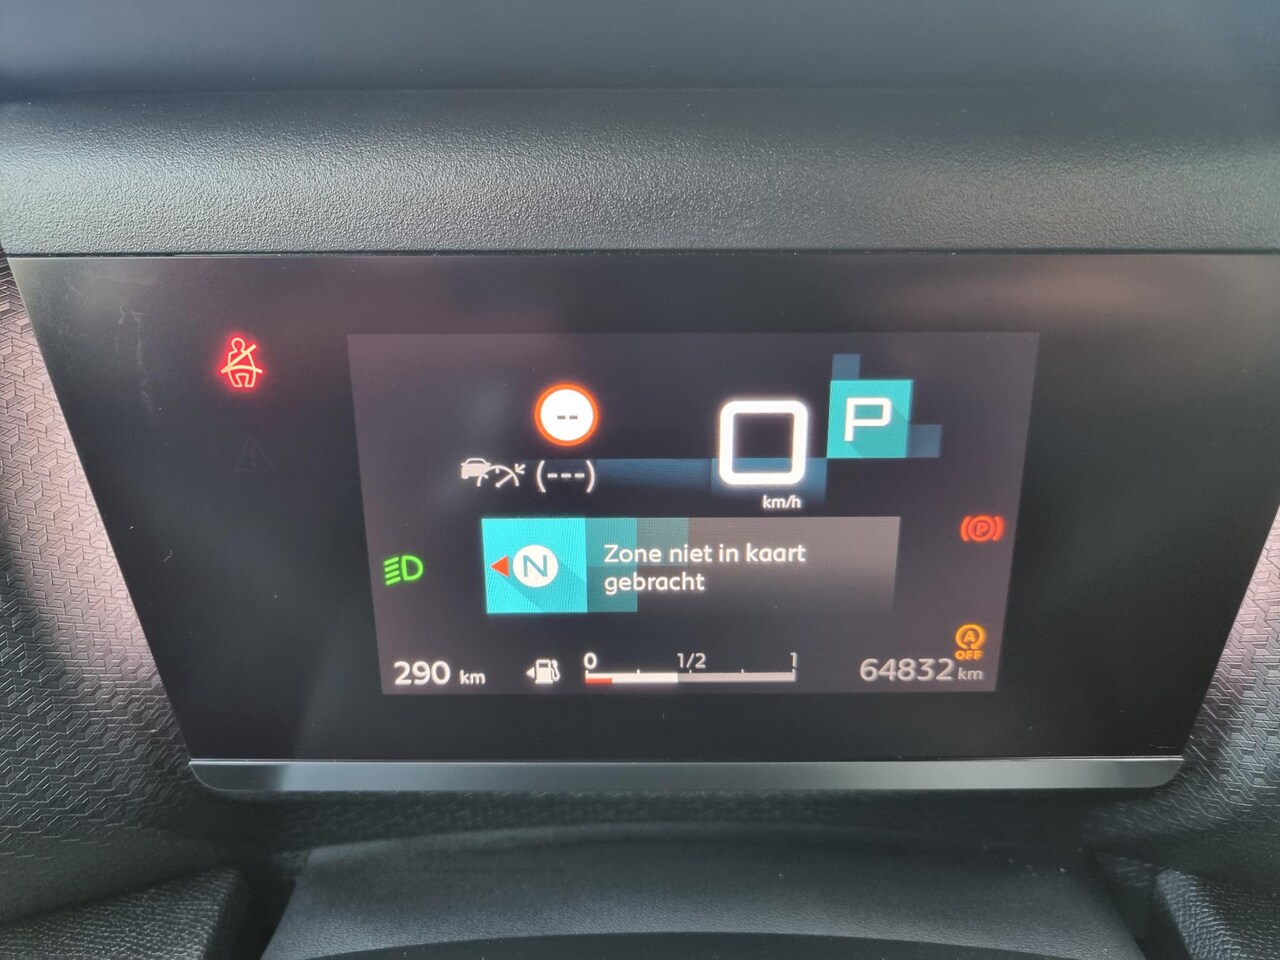 --
P
(---)
0
km/h
N
Zone niet in kaart
gebracht
P
A
OFF
290 km
0 1/2 1
64832 km